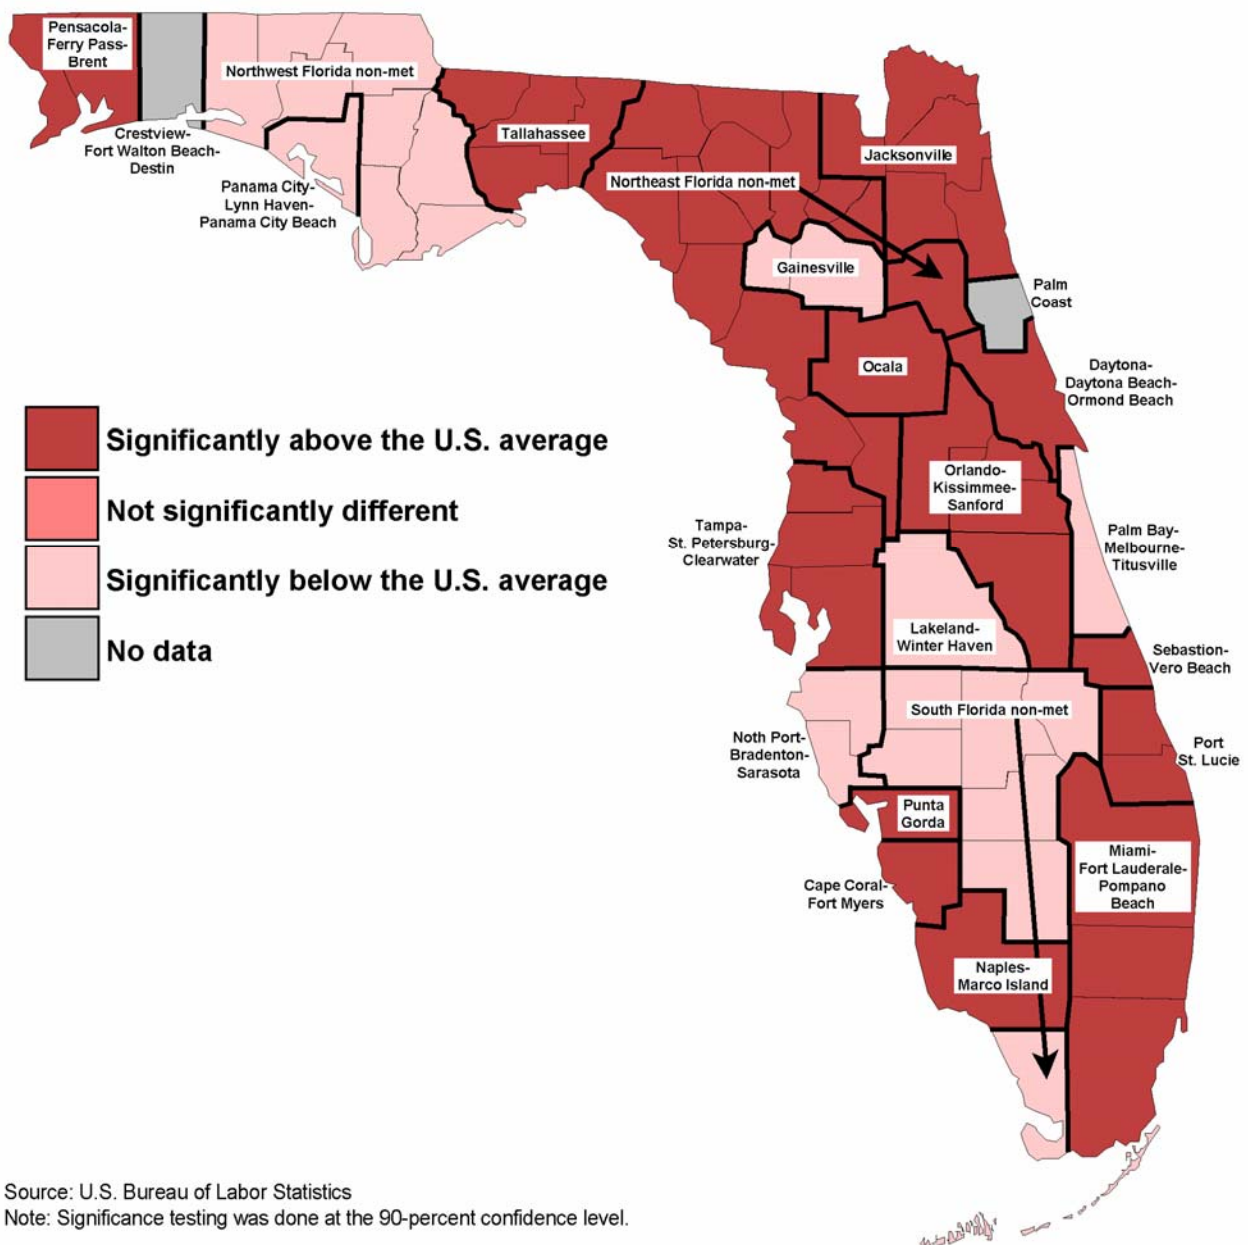 Pensacola-
Ferry Pass-
Brent
Northwest Florida non-met
Crestview-
Fort Walton Beach-
Destin
Panama City-
Lynn Haven-
Panama City Beach
Tallahassee
Jacksonville
Northeast Florida non-met
Gainesville
Palm
Coast
Ocala
Daytona-
Daytona Beach-
Ormond Beach
Significantly above the U.S. average
Not significantly different
Significantly below the U.S. average
No data
Orlando-
Kissimmee-
Sanford
Tampa-
St. Petersburg-
Clearwater
Palm Bay-
Melbourne-
Titusville
Lakeland-
Winter Haven
Sebastion-
Vero Beach
South Florida non-met
Noth Port-
Bradenton-
Sarasota
Port
St. Lucie
Punta
Gorda
Miami-
Fort Lauderale-
Pompano
Beach
Cape Coral-
Fort Myers
Naples-
Marco Island
Source: U.S. Bureau of Labor Statistics
Note: Significance testing was done at the 90-percent confidence level.